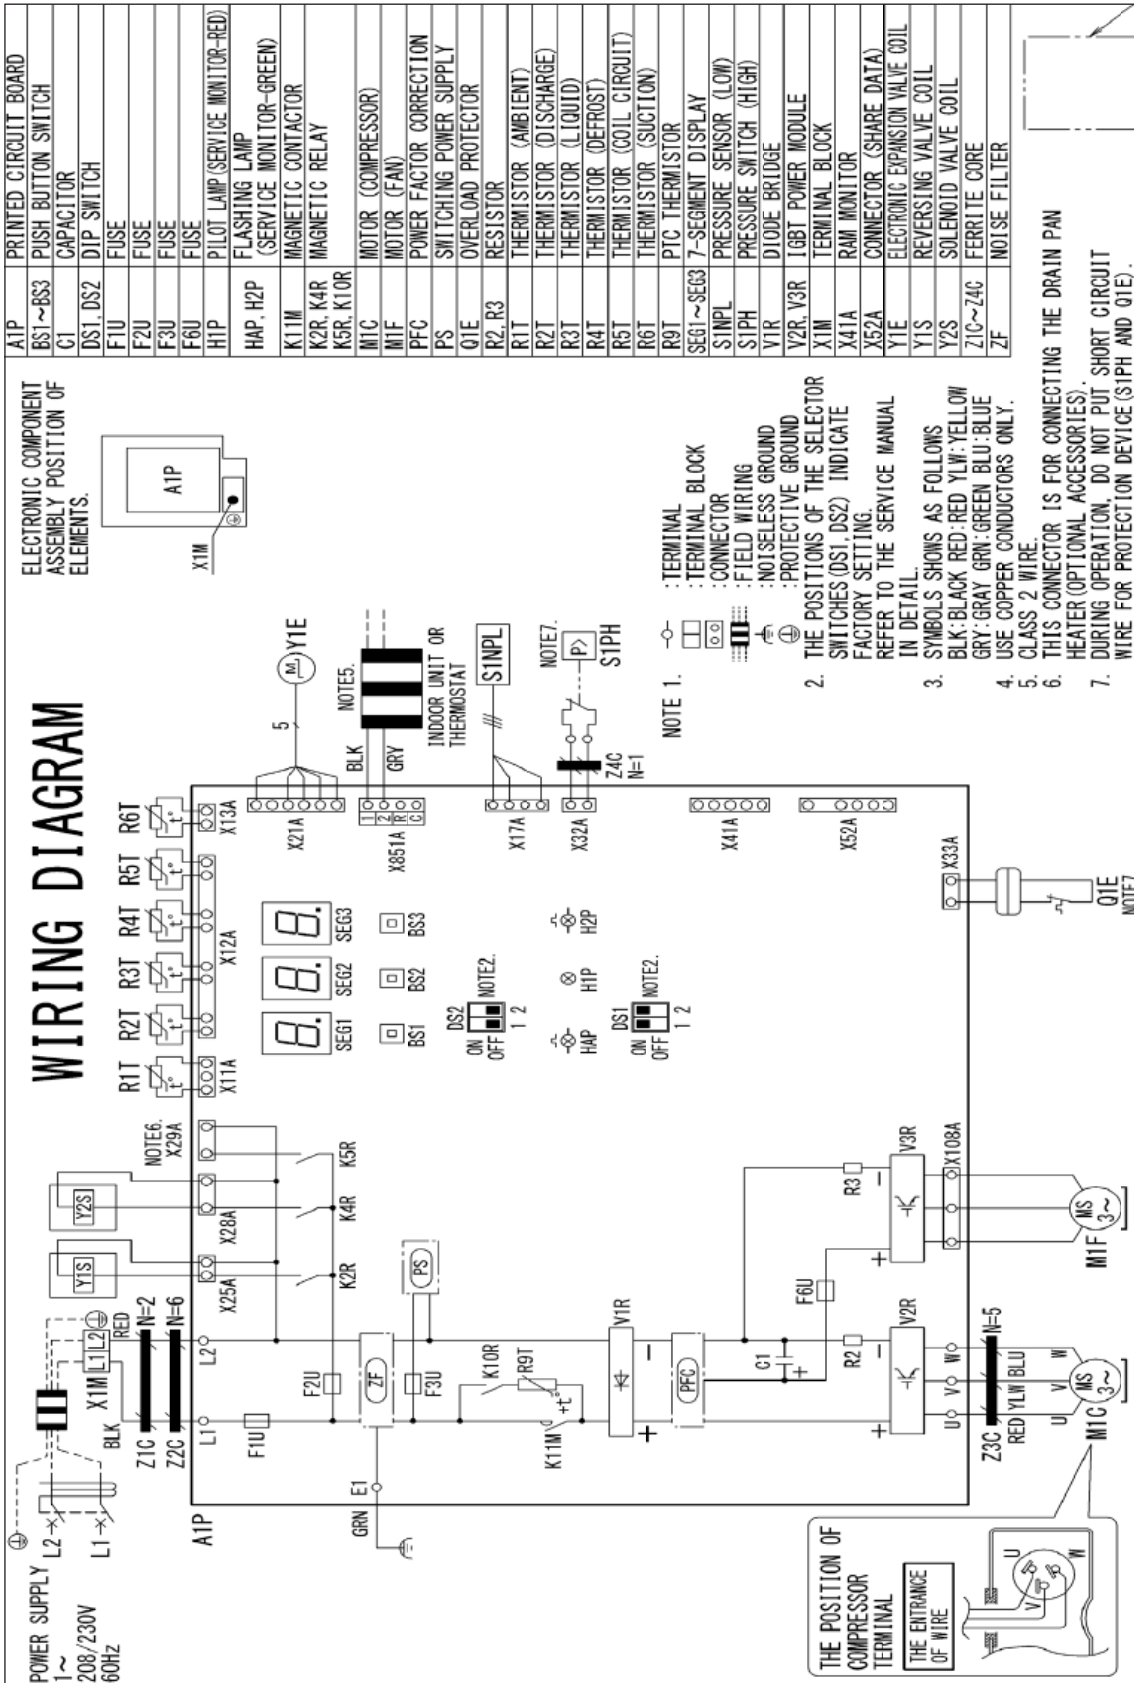 WIRING DIAGRAM
POWER SUPPLY
1~
208/230V
60Hz
L2
L1
X1M
L1 L2
BLK
RED
Z1C
N=2
Z2C
N=6
Y1S
Y2S
NOTE6.
X29A
X28A
X25A
R1T
R2T
R3T
R4T
R5T
R6T
t°
t°
t°
t°
t°
t°
X11A
X12A
X13A
A1P
L1
L2
F1U
F2U
K2R
K4R
K5R
GRN
E1
ZF
F3U
PS
K10R
R9T
+t°
K11M
V1R
+
-
PFC
C1
+
R2
R3
F6U
+
-
V2R
+
-
V3R
U
V
W
X108A
Z3C
N=5
RED YLW BLU
U
V
W
MS
3~
M1C
MS
3~
M1F
SEG1
SEG2
SEG3
BS1
BS2
BS3
DS2
ON
OFF
1 2
NOTE2.
HAP
H1P
H2P
DS1
ON
OFF
1 2
NOTE2.
X21A
5
M
Y1E
X851A
1
2
R
C
BLK
GRY
NOTE5.
INDOOR UNIT OR
THERMOSTAT
X17A
S1NPL
X32A
Z4C
N=1
NOTE7.
P>
S1PH
X41A
X52A
X33A
Q1E
NOTE7
THE POSITION OF
COMPRESSOR
TERMINAL
THE ENTRANCE
OF WIRE
U
V
W
ELECTRONIC COMPONENT
ASSEMBLY POSITION OF
ELEMENTS.
A1P
X1M
NOTE 1.
:TERMINAL
:TERMINAL BLOCK
:CONNECTOR
:FIELD WIRING
:NOISELESS GROUND
:PROTECTIVE GROUND
2. THE POSITIONS OF THE SELECTOR
SWITCHES(DS1,DS2) INDICATE
FACTORY SETTING.
REFER TO THE SERVICE MANUAL
IN DETAIL.
3. SYMBOLS SHOWS AS FOLLOWS
BLK:BLACK RED:RED YLW:YELLOW
GRY:GRAY GRN:GREEN BLU:BLUE
4. USE COPPER CONDUCTORS ONLY.
5. CLASS 2 WIRE.
6. THIS CONNECTOR IS FOR CONNECTING THE DRAIN PAN
HEATER(OPTIONAL ACCESSORIES).
7. DURING OPERATION, DO NOT PUT SHORT CIRCUIT
WIRE FOR PROTECTION DEVICE(S1PH AND Q1E).
A1P PRINTED CIRCUIT BOARD
BS1~BS3 PUSH BUTTON SWITCH
C1 CAPACITOR
DS1, DS2 DIP SWITCH
F1U FUSE
F2U FUSE
F3U FUSE
F6U FUSE
H1P PILOT LAMP(SERVICE MONITOR-RED)
HAP, H2P FLASHING LAMP
(SERVICE MONITOR-GREEN)
K11M MAGNETIC CONTACTOR
K2R, K4R MAGNETIC RELAY
K5R, K10R
M1C MOTOR (COMPRESSOR)
M1F MOTOR (FAN)
PFC POWER FACTOR CORRECTION
PS SWITCHING POWER SUPPLY
Q1E OVERLOAD PROTECTOR
R2, R3 RESISTOR
R1T THERMISTOR (AMBIENT)
R2T THERMISTOR (DISCHARGE)
R3T THERMISTOR (LIQUID)
R4T THERMISTOR (DEFROST)
R5T THERMISTOR (COIL CIRCUIT)
R6T THERMISTOR (SUCTION)
R9T PTC THERMISTOR
SEG1~SEG3 7-SEGMENT DISPLAY
S1NPL PRESSURE SENSOR (LOW)
S1PH PRESSURE SWITCH (HIGH)
V1R DIODE BRIDGE
V2R, V3R IGBT POWER MODULE
X1M TERMINAL BLOCK
X41A RAM MONITOR
X52A CONNECTOR (SHARE DATA)
Y1E ELECTRONIC EXPANSION VALVE COIL
Y1S REVERSING VALVE COIL
Y2S SOLENOID VALVE COIL
Z1C~Z4C FERRITE CORE
ZF NOISE FILTER